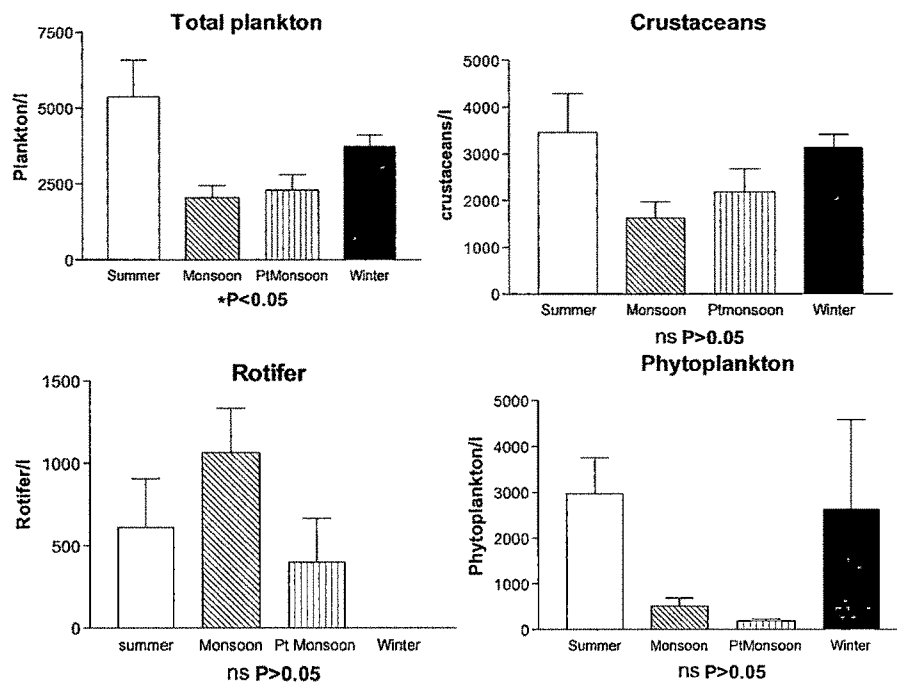 Total plankton
7500
5000
2500
0
Plankton/l
Summer Monsoon PtMonsoon Winter
*P<0.05
Crustaceans
5000
4000
3000
2000
1000
0
crustaceans/l
Summer Monsoon Ptmonsoon Winter
ns P>0.05
Rotifer
1500
1000
500
0
Rotifer/l
summer Monsoon Pt Monsoon Winter
ns P>0.05
Phytoplankton
5000
4000
3000
2000
1000
0
Phytoplankton/l
Summer Monsoon PtMonsoon Winter
ns P>0.05